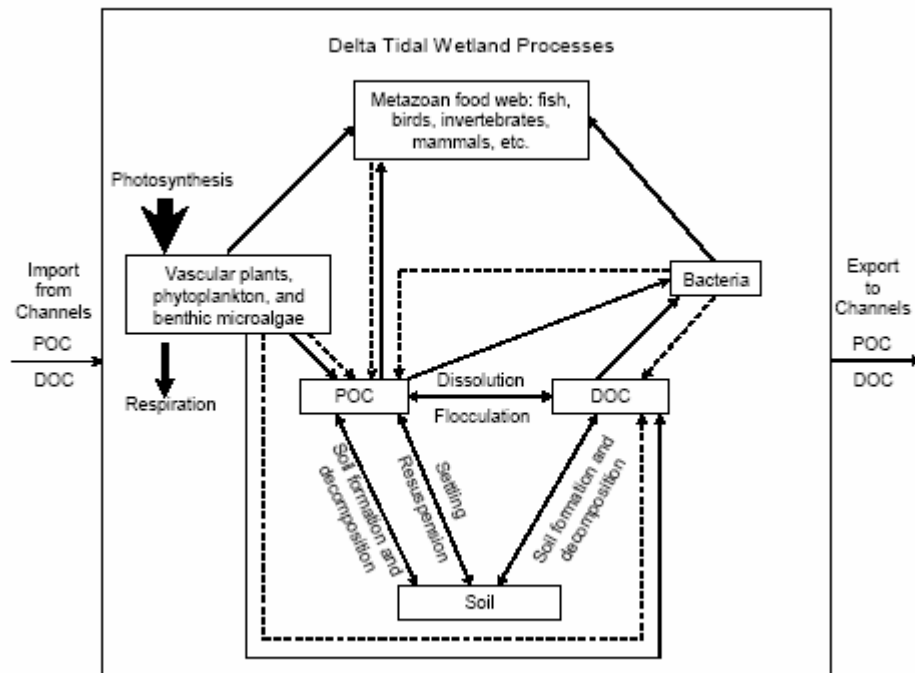 Delta Tidal Wetland Processes
Metazoan food web: fish,
birds, invertebrates,
mammals, etc.
Photosynthesis
Import
from
Channels
POC
DOC
Vascular plants,
phytoplankton, and
benthic microalgae
Bacteria
Export
to
Channels
POC
DOC
Respiration
POC
Dissolution
Flocculation
DOC
Soil formation and
decomposition
Settling
Resuspension
Soil formation and
decomposition
Soil